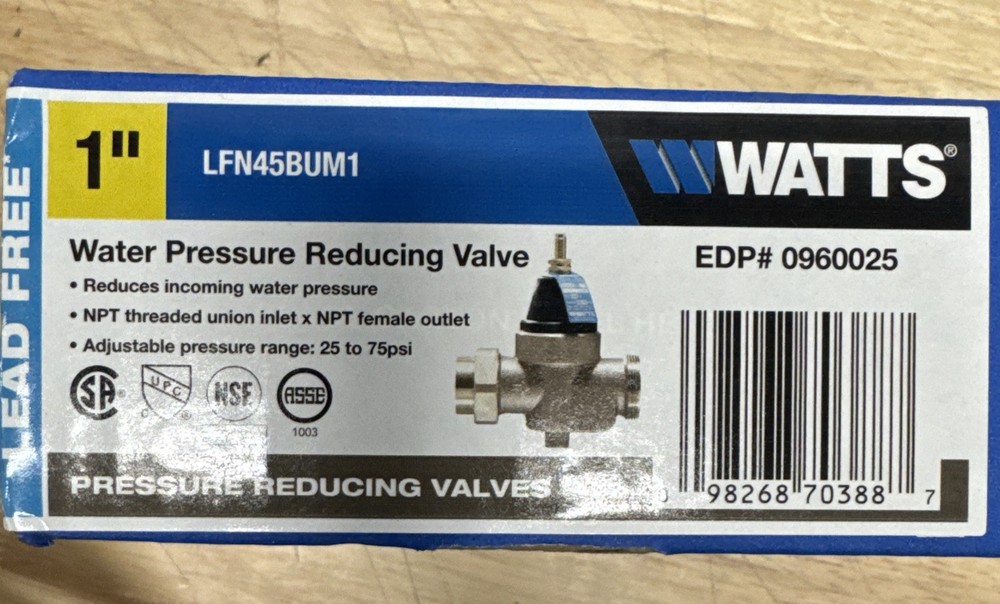 LEAD FREE*
1"
LFN45BUM1
WATTS®
Water Pressure Reducing Valve
• Reduces incoming water pressure
• NPT threaded union inlet x NPT female outlet
• Adjustable pressure range: 25 to 75psi
EDP# 0960025
SA®
UPC
NSF
ASSE
1003
PRESSURE REDUCING VALVES
98268 70388 7